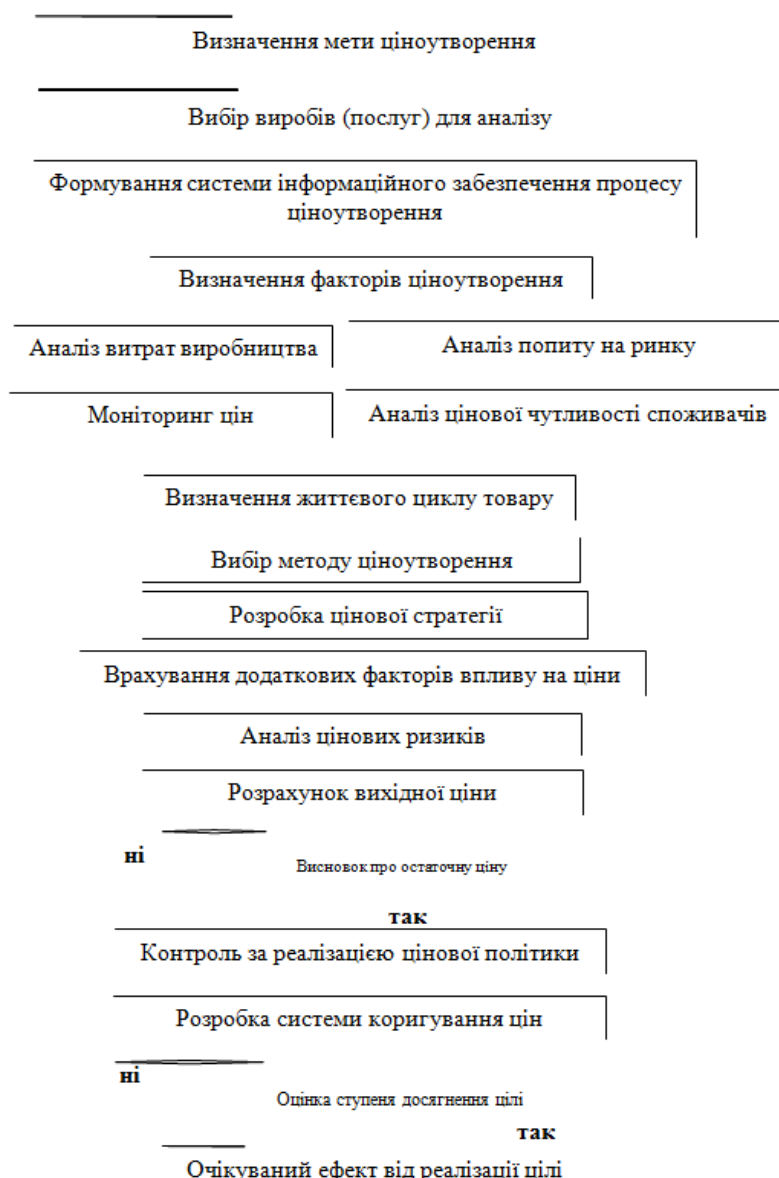 Визначення мети ціноутворення
Вибір виробів (послуг) для аналізу
Формування системи інформаційного забезпечення процесу
ціноутворення
Визначення факторів ціноутворення
Аналіз витрат виробництва
Аналіз попиту на ринку
Моніторинг цін
Аналіз цінової чутливості споживачів
Визначення життєвого циклу товару
Вибір методу ціноутворення
Розробка цінової стратегії
Врахування додаткових факторів впливу на ціни
Аналіз цінових ризиків
Розрахунок вихідної ціни
ні
Висновок про остаточну ціну
так
Контроль за реалізацією цінової політики
Розробка системи коригування цін
ні
Оцінка ступеня досягнення цілі
так
Очікуваний ефект від реалізації цілі